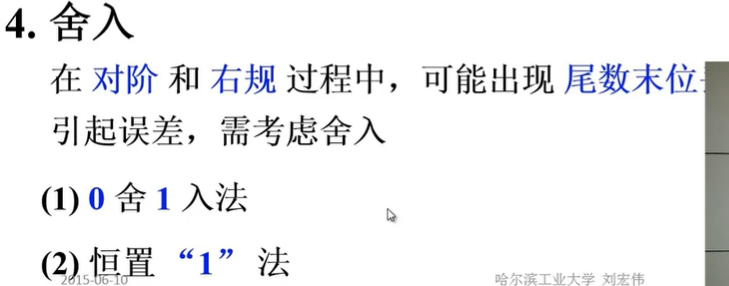 4. 舍入
在 对阶 和 右规 过程中，可能出现 尾数末位
引起误差，需考虑舍入
(1) 0 舍 1 入法
(2) 恒置 “1” 法
2015-06-10
哈尔滨工业大学 刘宏伟